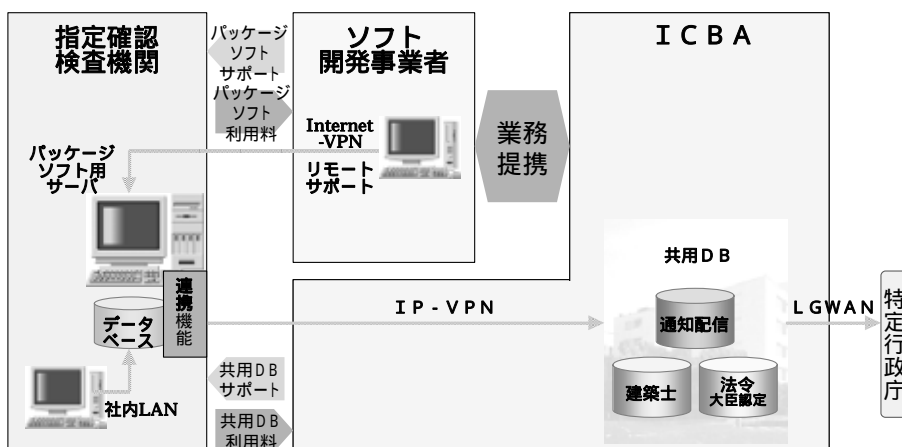 指定確認
検査機関
パッケージ
ソフト
サポート
パッケージ
ソフト
利用料
ソフト
開発事業者
Internet
-VPN
リモート
サポート
業務
提携
ICBA
パッケージ
ソフト用
サーバ
連携機能
データ
ベース
社内LAN
共用DB
サポート
共用DB
利用料
IP-VPN
共用DB
通知配信
建築士
法令
大臣認定
LGWAN
特定行政庁